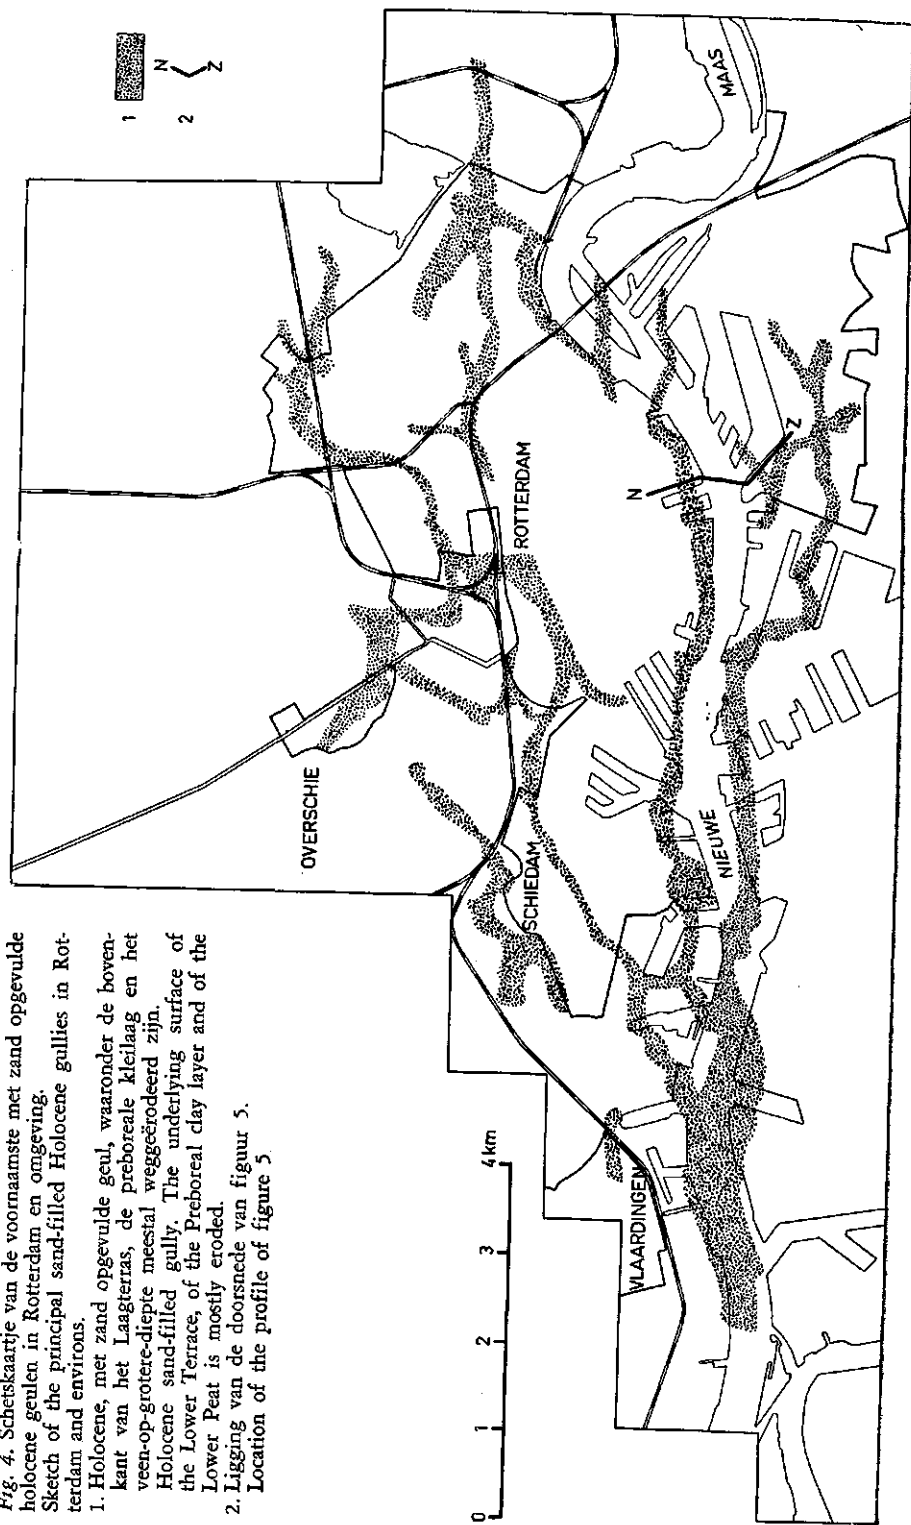 Fig. 4. Schetskaartje van de voornaamste met zand opgevulde
holocene geulen in Rotterdam en omgeving.
Sketch of the principal sand-filled Holocene gullies in Rot-
terdam and environs.
1. Holocene, met zand opgevulde geul, waaronder de boven-
kant van het Laagterras, de preboreale kleilaag en het
veen-op-grotere-diepte meestal weggeërodeerd zijn.
Holocene sand-filled gully. The underlying surface of
the Lower Terrace, of the Preboreal clay layer and of the
Lower Peat is mostly eroded.
2. Ligging van de doorsnede van figuur 5.
Location of the profile of figure 5
1
2
N
Z
OVERSCHIE
ROTTERDAM
SCHIEDAM
VLAARDINGEN
NIEUWE
MAAS
N
Z
0
1
2
3
4 km